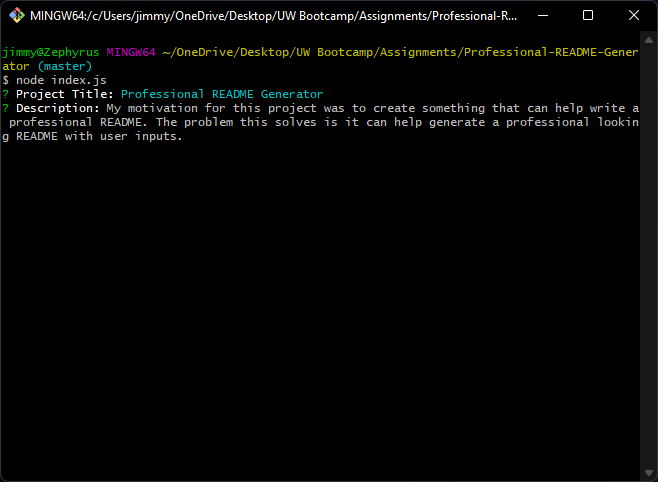 MINGW64:/c/Users/jimmy/OneDrive/Desktop/UW Bootcamp/Assignments/Professional-R...
jimmy@Zephyrus MINGW64 ~/OneDrive/Desktop/UW Bootcamp/Assignments/Professional-README-Gener
ator (master)
$ node index.js
? Project Title: Professional README Generator
? Description: My motivation for this project was to create something that can help write a
 professional README. The problem this solves is it can help generate a professional lookin
g README with user inputs.